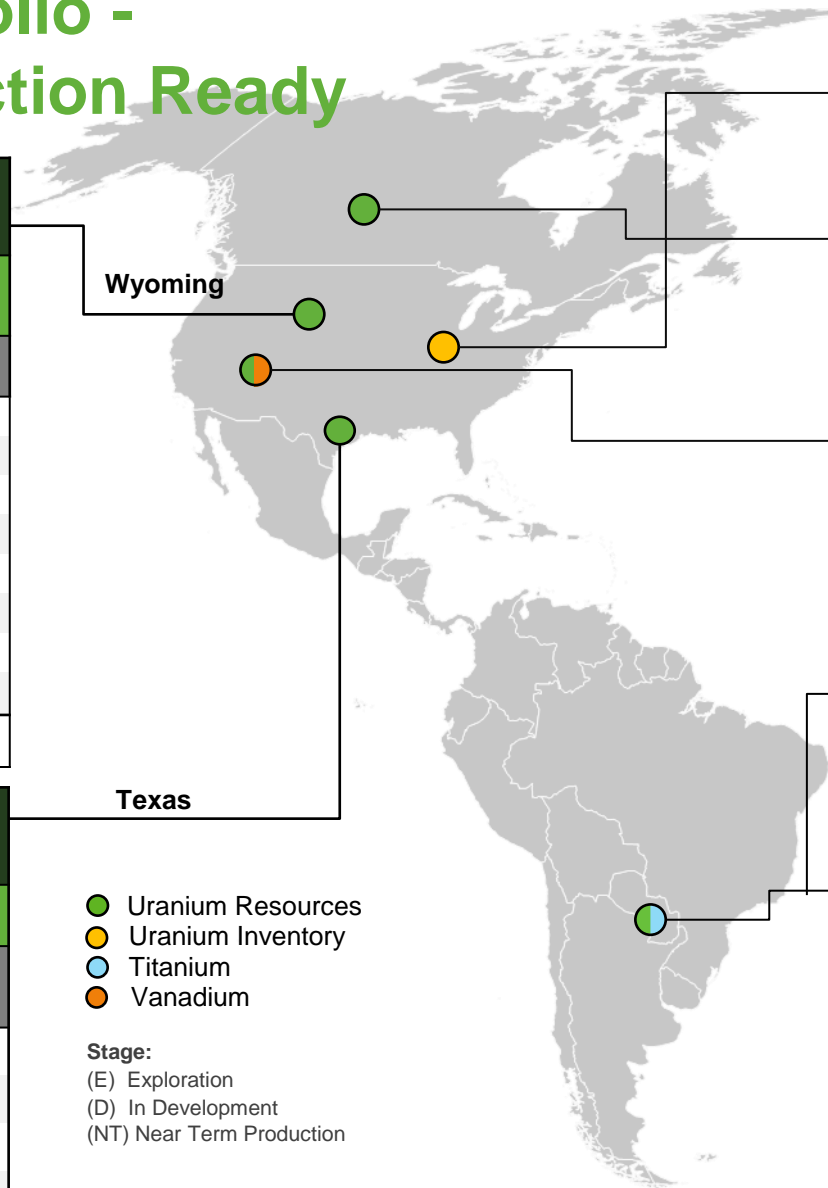 olio -
ction Ready
Wyoming
Texas
Uranium Resources
Uranium Inventory
Titanium
Vanadium
Stage:
(E) Exploration
(D) In Development
(NT) Near Term Production